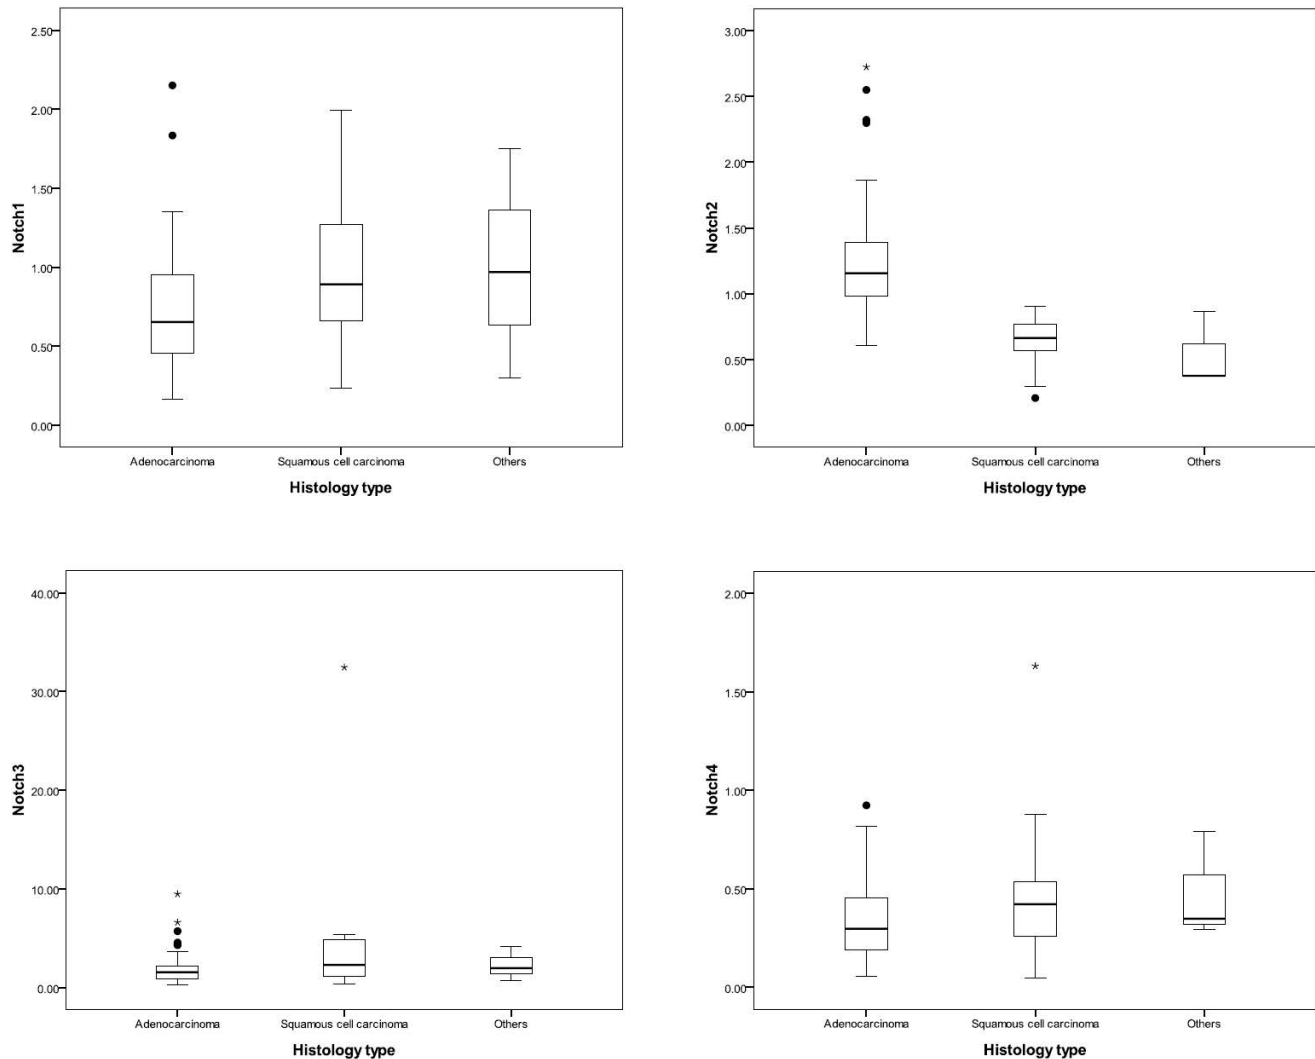 2.50
2.00
1.50
1.00
0.50
0.00
Notch1
Adenocarcinoma Squamous cell carcinoma Others
Histology type
3.00
2.50
2.00
1.50
1.00
0.50
0.00
Notch2
Adenocarcinoma Squamous cell carcinoma Others
Histology type
40.00
30.00
20.00
10.00
0.00
Notch3
Adenocarcinoma Squamous cell carcinoma Others
Histology type
2.00
1.50
1.00
0.50
0.00
Notch4
Adenocarcinoma Squamous cell carcinoma Others
Histology type